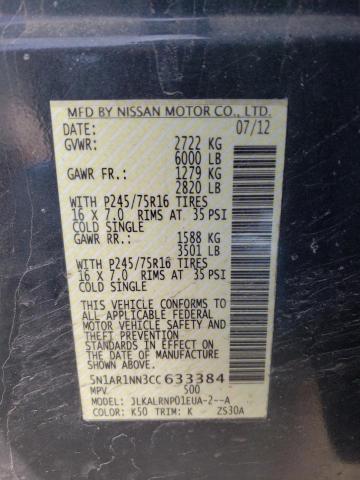 MFD BY NISSAN MOTOR CO., LTD.
DATE: 07/12
GVWR: 2722 KG
6000 LB
GAWR FR.: 1279 KG
2820 LB
WITH P245/75R16 TIRES
16 X 7.0 RIMS AT 35 PSI
COLD SINGLE
GAWR RR.: 1588 KG
3501 LB
WITH P245/75R16 TIRES
16 X 7.0 RIMS AT 35 PSI
COLD SINGLE
THIS VEHICLE CONFORMS TO
ALL APPLICABLE FEDERAL
MOTOR VEHICLE SAFETY
AND THEFT PREVENTION
STANDARDS IN EFFECT
ON THE DATE OF
MANUFACTURE SHOWN
ABOVE.
5N1AR1NN3CC633384
MPV 500
MODEL: JLKALRNP01EUA-2--A
COLOR: K50 TRIM: K ZS30A